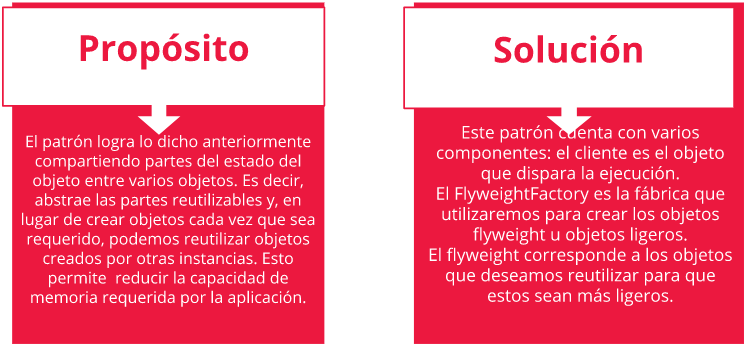 Propósito
El patrón logra lo dicho anteriormente
compartiendo partes del estado del
objeto entre varios objetos. Es decir,
abstrae las partes reutilizables y, en
lugar de crear objetos cada vez que sea
requerido, podemos reutilizar objetos
creados por otras instancias. Esto
permite reducir la capacidad de
memoria requerida por la aplicación.
Solución
Este patrón cuenta con varios
componentes: el cliente es el objeto
que dispara la ejecución.
El FlyweightFactory es la fábrica que
utilizaremos para crear los objetos
flyweight u objetos ligeros.
El flyweight corresponde a los objetos
que deseamos reutilizar para que
estos sean más ligeros.